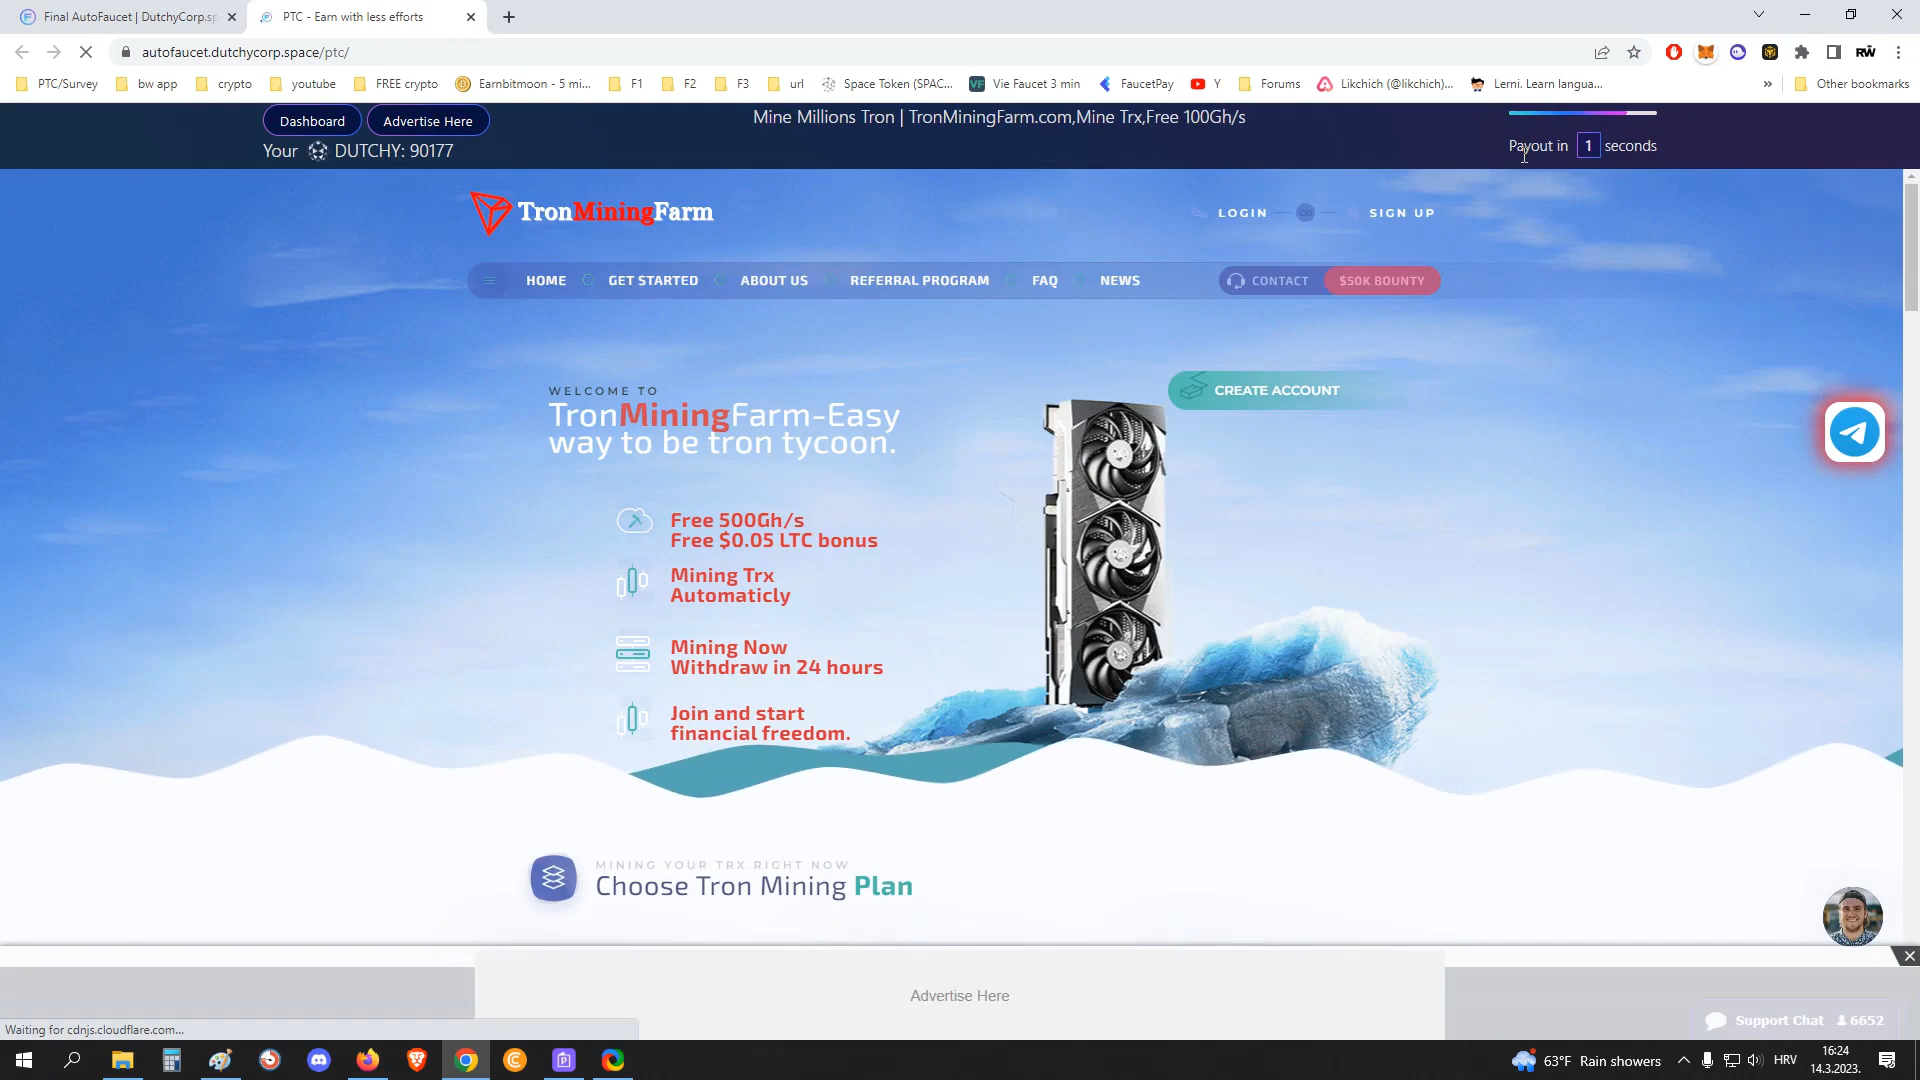 Final AutoFaucet | DutchyCorp.sp
PTC - Earn with less efforts
autofaucet.dutchycorp.space/ptc/
RW
PTC/Survey
bw app
crypto
youtube
FREE crypto
Earnbitmoon - 5 mi...
F1
F2
F3
url
Space Token (SPAC...
VF
Vie Faucet 3 min
FaucetPay
Y
Forums
Likchich (@likchich)...
Lerni. Learn langua...
»
Other bookmarks
Dashboard
Advertise Here
Mine Millions Tron | TronMiningFarm.com,Mine Trx,Free 100Gh/s
Your DUTCHY: 90177
Payout in 1 seconds
TronMiningFarm
LOGIN
OR
SIGN UP
HOME
GET STARTED
ABOUT US
REFERRAL PROGRAM
FAQ
NEWS
CONTACT
$50K BOUNTY
WELCOME TO
TronMiningFarm-Easy
way to be tron tycoon.
CREATE ACCOUNT
Free 500Gh/s
Free $0.05 LTC bonus
Mining Trx
Automaticly
Mining Now
Withdraw in 24 hours
Join and start
financial freedom.
MINING YOUR TRX RIGHT NOW
Choose Tron Mining Plan
Advertise Here
Support Chat 6652
Waiting for cdnjs.cloudflare.com...
63°F Rain showers
HRV
16:24
14.3.2023.